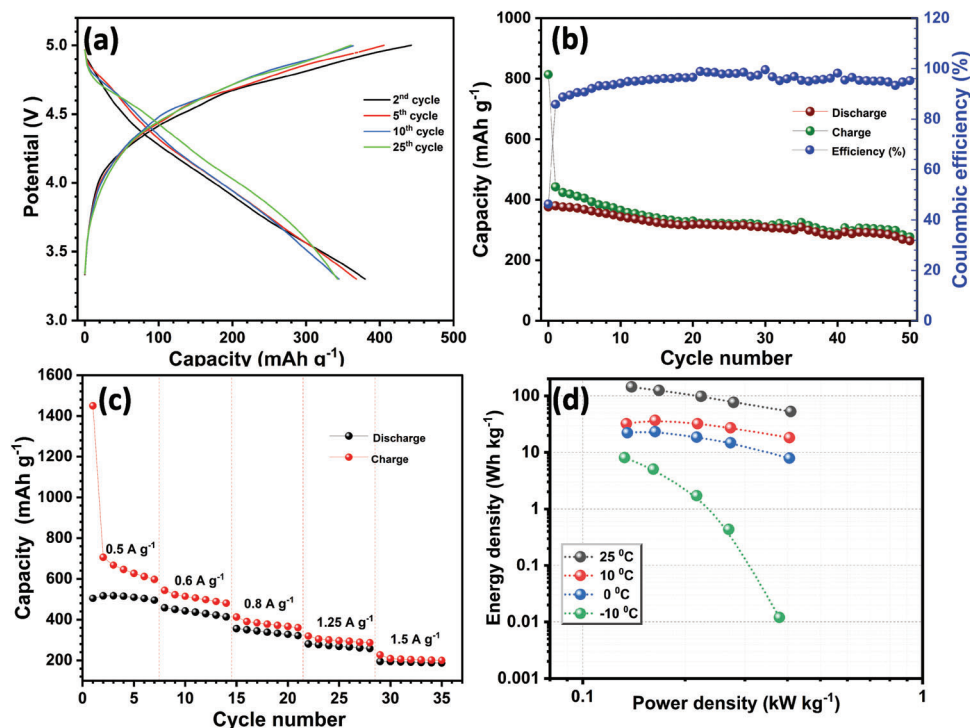 (a)
5.0
4.5
4.0
3.5
3.0
Potential (V )
2nd cycle
5th cycle
10th cycle
25th cycle
0 100 200 300 400 500
Capacity (mAh g-1)
(b)
1000
800
600
400
200
0
Capacity (mAh g-1)
Discharge
Charge
Efficiency (%)
120
100
80
60
40
20
0
Coulombic efficiency (%)
0 10 20 30 40 50
Cycle number
(c)
1600
1400
1200
1000
800
600
400
200
Capacity (mAh g-1)
Discharge
Charge
0.5 A g-1
0.6 A g-1
0.8 A g-1
1.25 A g-1
1.5 A g-1
0 5 10 15 20 25 30 35
Cycle number
(d)
100
10
1
0.1
0.01
0.001
Energy density (Wh kg-1)
25 0C
10 0C
0 0C
-10 0C
0.1 1
Power density (kW kg-1)